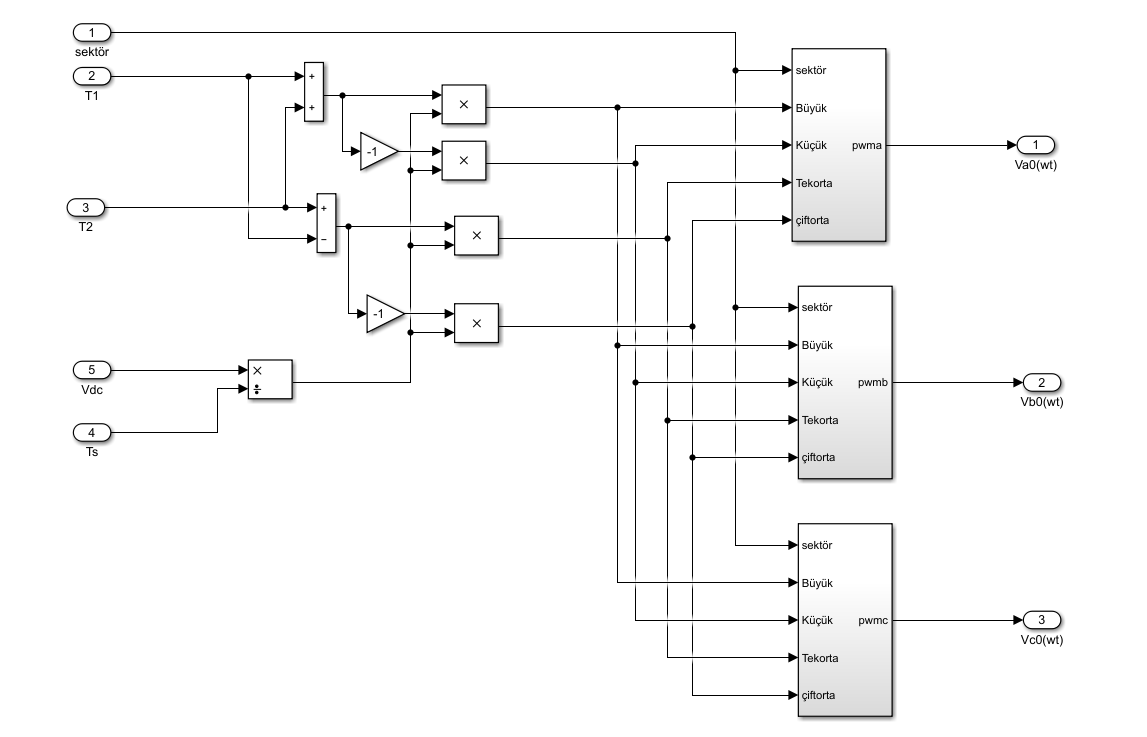 1
sektör
2
T1
3
T2
5
Vdc
4
Ts
+
+
-1
+
−
-1
×
÷
×
×
×
×
sektör
Büyük
Küçük
pwma
Tekorta
çiftorta
1
Va0(wt)
sektör
Büyük
Küçük
pwmb
Tekorta
çiftorta
2
Vb0(wt)
sektör
Büyük
Küçük
pwmc
Tekorta
çiftorta
3
Vc0(wt)